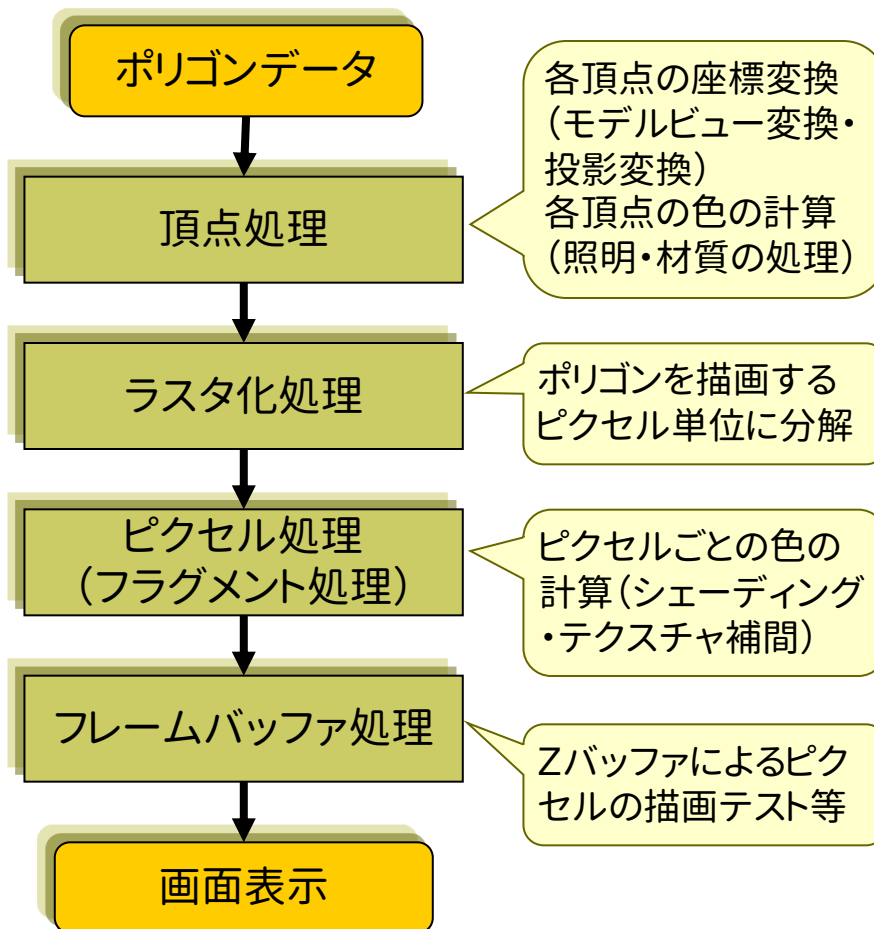 ポリゴンデータ
各頂点の座標変換
(モデルビュー変換・
投影変換)
各頂点の色の計算
(照明・材質の処理)
頂点処理
ラスタ化処理
ポリゴンを描画する
ピクセル単位に分解
ピクセル処理
(フラグメント処理)
ピクセルごとの色の
計算(シェーディング
・テクスチャ補間)
フレームバッファ処理
Zバッファによるピク
セルの描画テスト等
画面表示